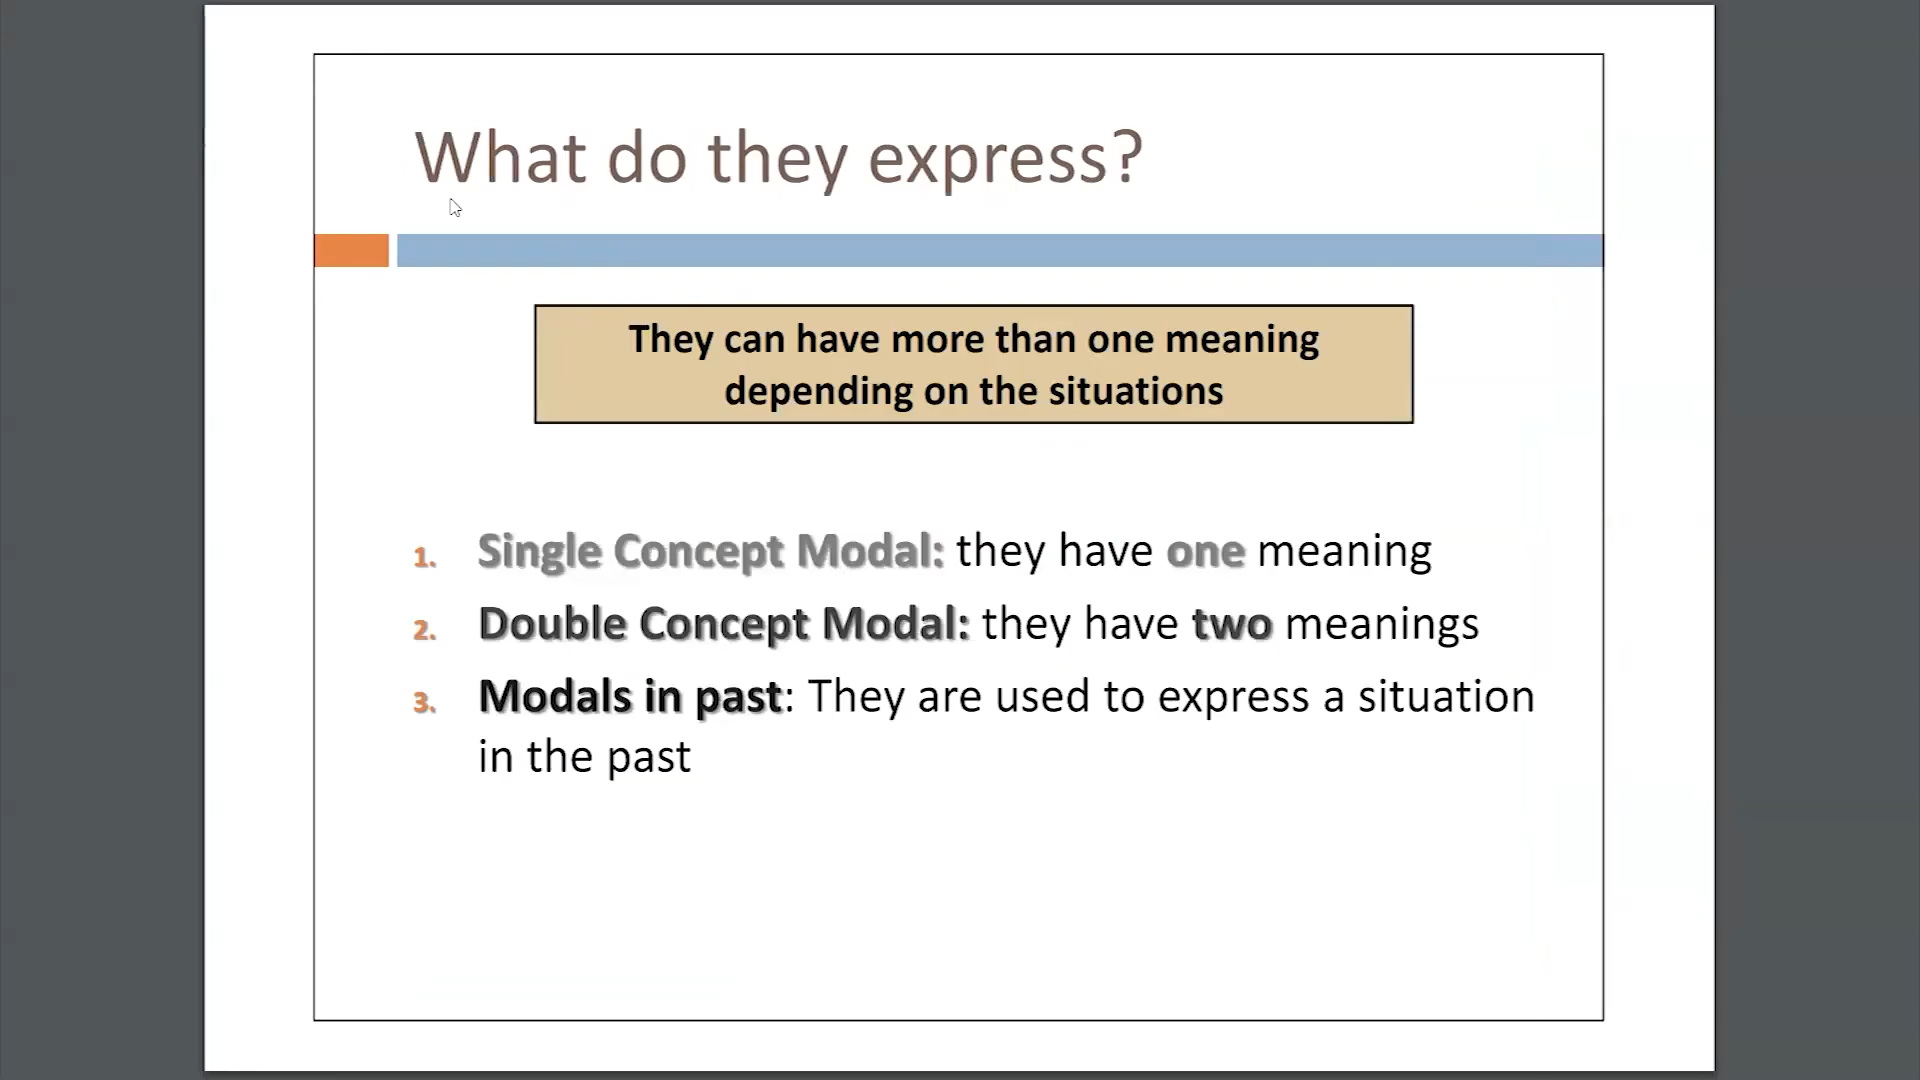 What do they express?
They can have more than one meaning
depending on the situations
1. Single Concept Modal: they have one meaning
2. Double Concept Modal: they have two meanings
3. Modals in past: They are used to express a situation
in the past